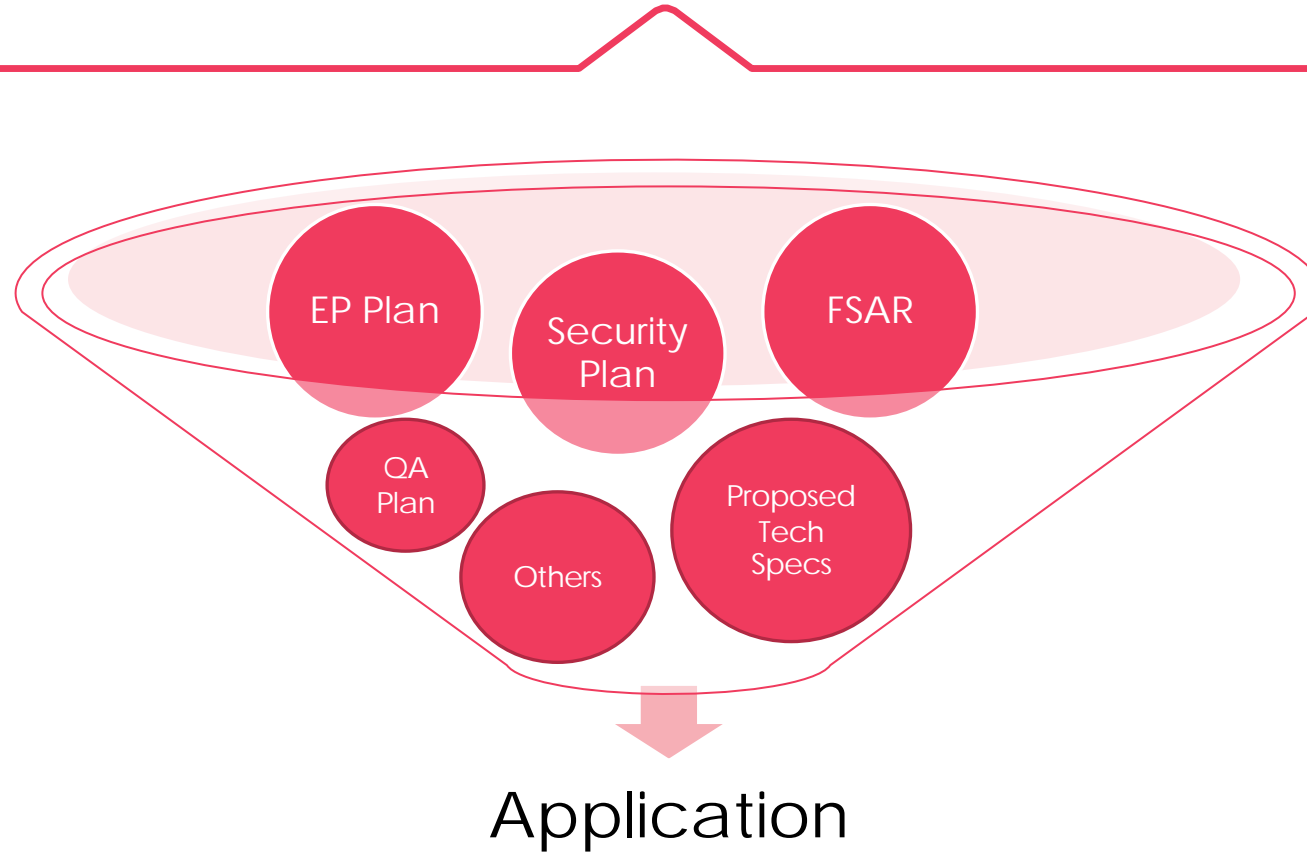 EP Plan
Security
Plan
FSAR
QA
Plan
Others
Proposed
Tech
Specs
Application